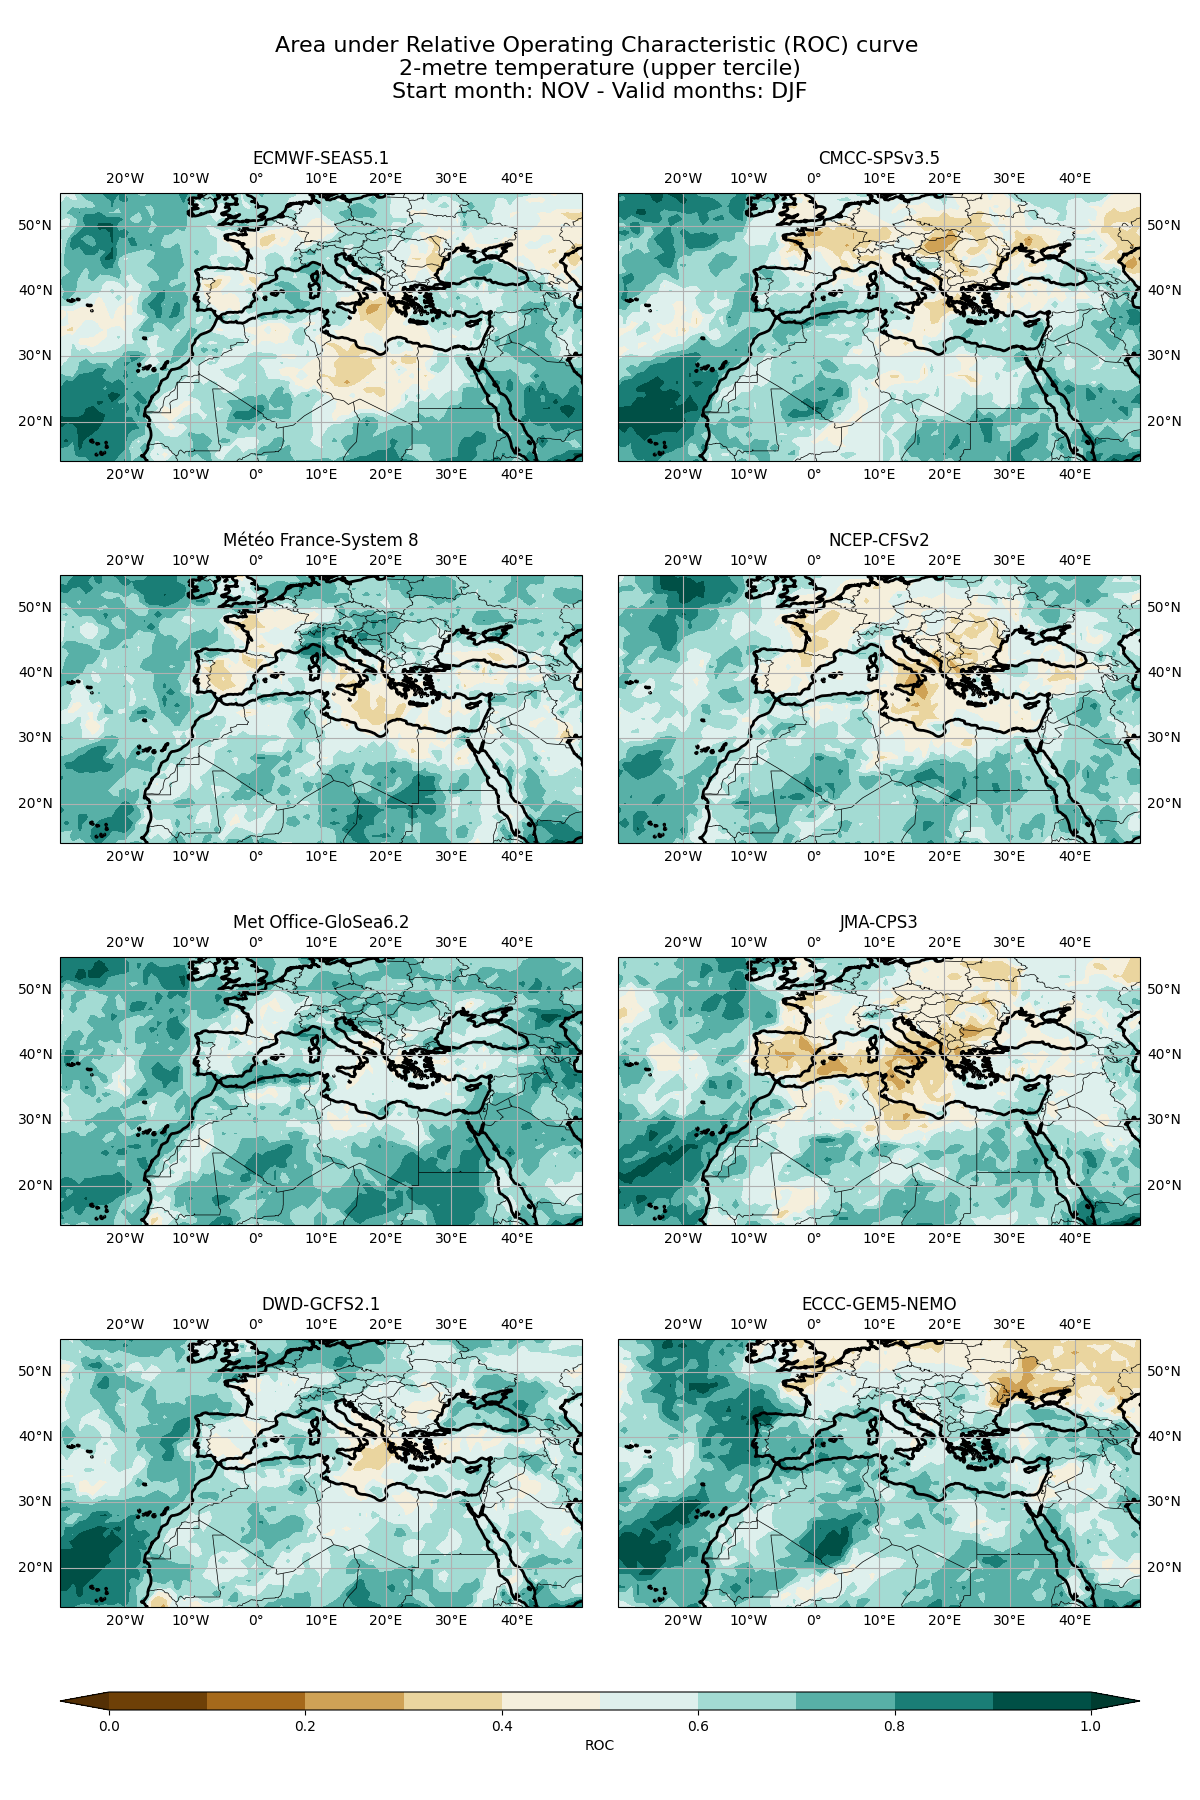 Area under Relative Operating Characteristic (ROC) curve
2-metre temperature (upper tercile)
Start month: NOV - Valid months: DJF
ECMWF-SEAS5.1
20°W 10°W 0° 10°E 20°E 30°E 40°E
50°N
40°N
30°N
20°N
20°W 10°W 0° 10°E 20°E 30°E 40°E
CMCC-SPSv3.5
20°W 10°W 0° 10°E 20°E 30°E 40°E
50°N
40°N
30°N
20°N
20°W 10°W 0° 10°E 20°E 30°E 40°E
Météo France-System 8
20°W 10°W 0° 10°E 20°E 30°E 40°E
50°N
40°N
30°N
20°N
20°W 10°W 0° 10°E 20°E 30°E 40°E
NCEP-CFSv2
20°W 10°W 0° 10°E 20°E 30°E 40°E
50°N
40°N
30°N
20°N
20°W 10°W 0° 10°E 20°E 30°E 40°E
Met Office-GloSea6.2
20°W 10°W 0° 10°E 20°E 30°E 40°E
50°N
40°N
30°N
20°N
20°W 10°W 0° 10°E 20°E 30°E 40°E
JMA-CPS3
20°W 10°W 0° 10°E 20°E 30°E 40°E
50°N
40°N
30°N
20°N
20°W 10°W 0° 10°E 20°E 30°E 40°E
DWD-GCFS2.1
20°W 10°W 0° 10°E 20°E 30°E 40°E
50°N
40°N
30°N
20°N
20°W 10°W 0° 10°E 20°E 30°E 40°E
ECCC-GEM5-NEMO
20°W 10°W 0° 10°E 20°E 30°E 40°E
50°N
40°N
30°N
20°N
20°W 10°W 0° 10°E 20°E 30°E 40°E
0.0 0.2 0.4 0.6 0.8 1.0
ROC